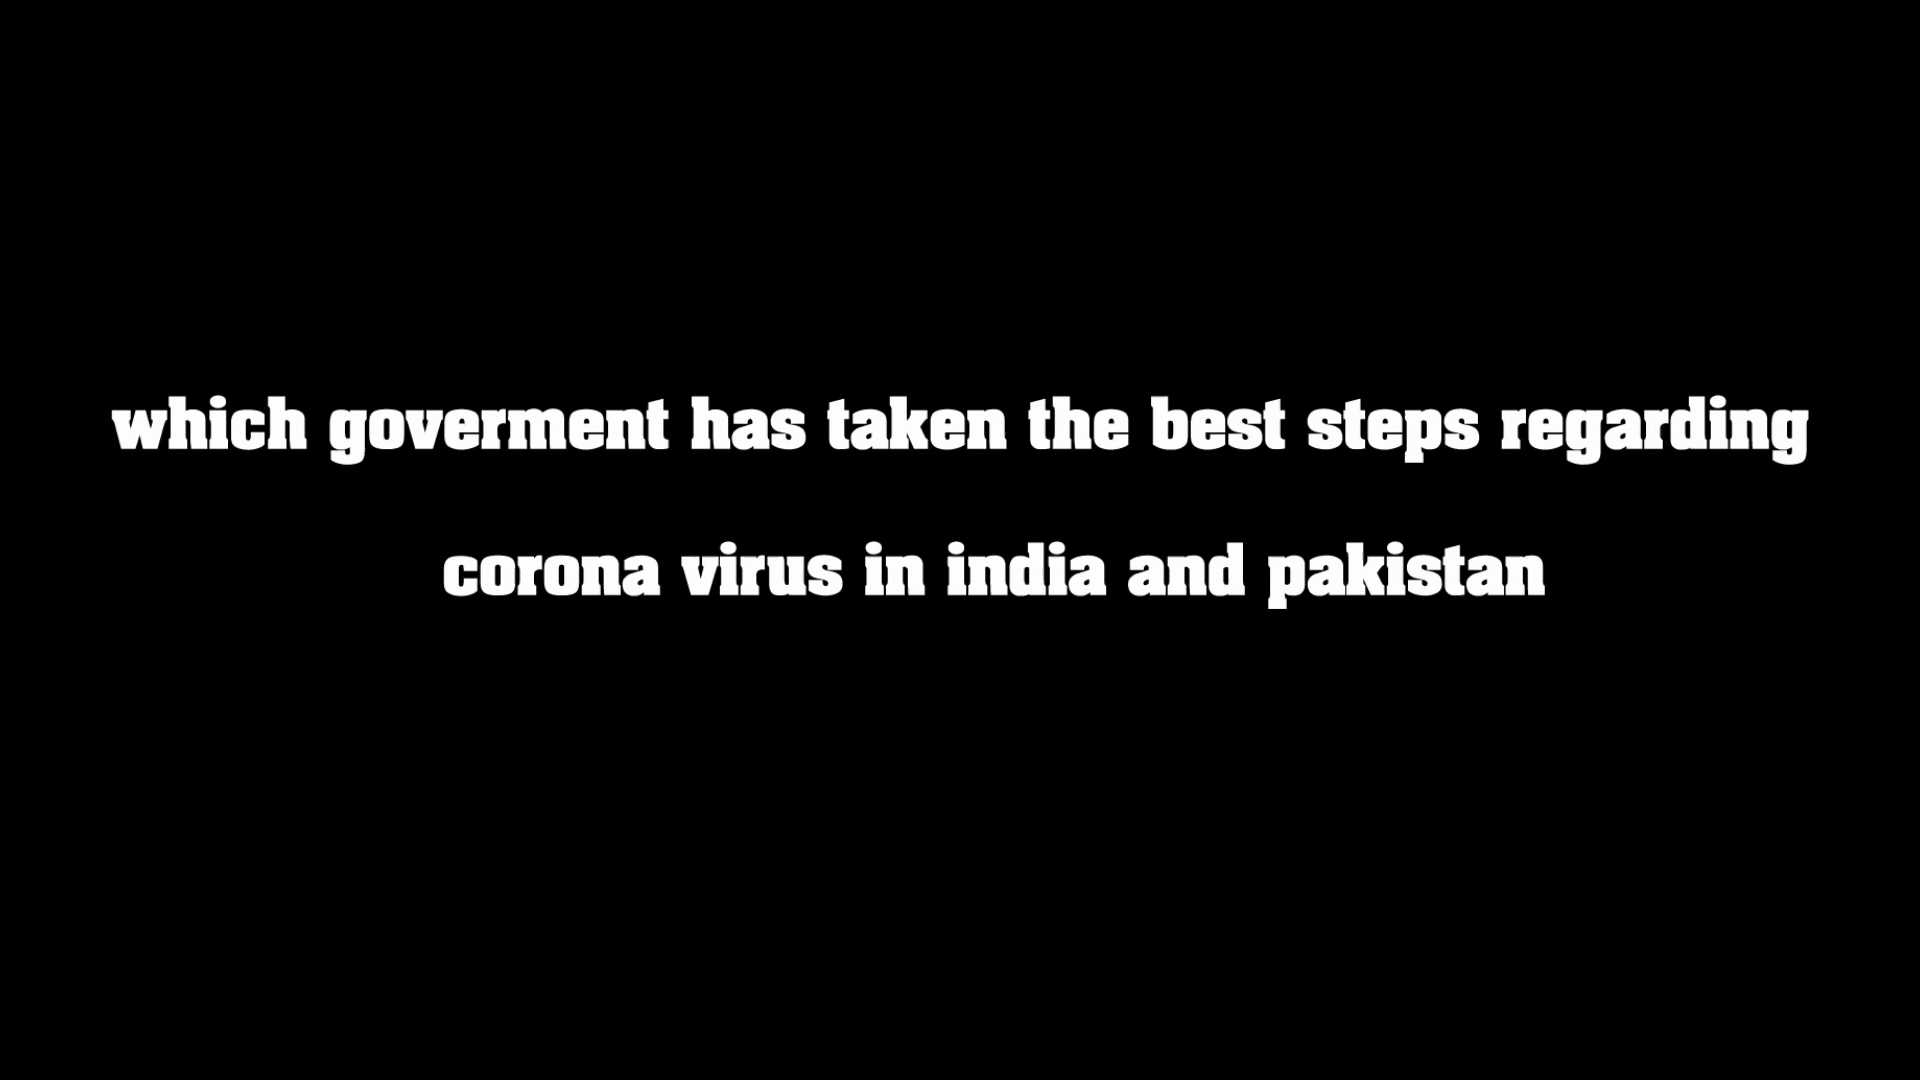 which goverment has taken the best steps regarding
corona virus in india and pakistan